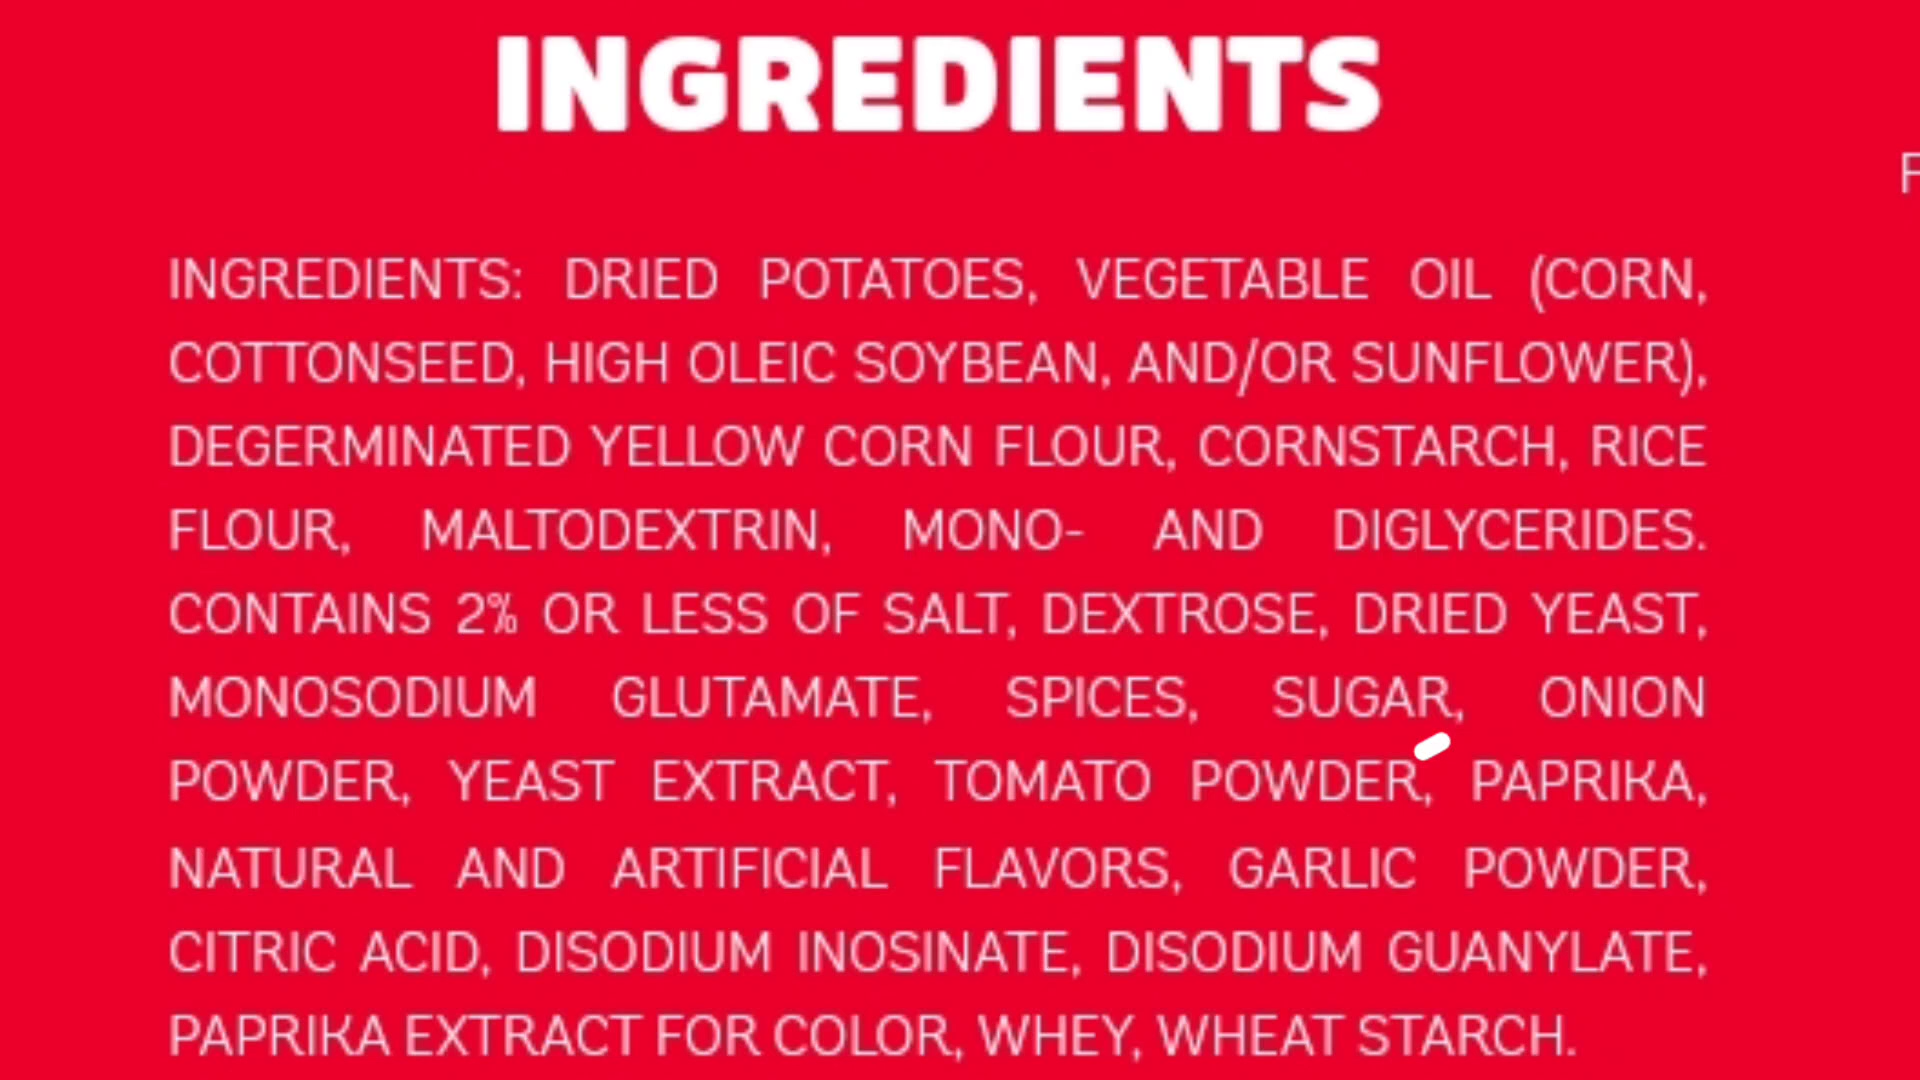 INGREDIENTS
F
INGREDIENTS: DRIED POTATOES, VEGETABLE OIL (CORN,
COTTONSEED, HIGH OLEIC SOYBEAN, AND/OR SUNFLOWER),
DEGERMINATED YELLOW CORN FLOUR, CORNSTARCH, RICE
FLOUR, MALTODEXTRIN, MONO- AND DIGLYCERIDES.
CONTAINS 2% OR LESS OF SALT, DEXTROSE, DRIED YEAST,
MONOSODIUM GLUTAMATE, SPICES, SUGAR, ONION
POWDER, YEAST EXTRACT, TOMATO POWDER, PAPRIKA,
NATURAL AND ARTIFICIAL FLAVORS, GARLIC POWDER,
CITRIC ACID, DISODIUM INOSINATE, DISODIUM GUANYLATE,
PAPRIKA EXTRACT FOR COLOR, WHEY, WHEAT STARCH.